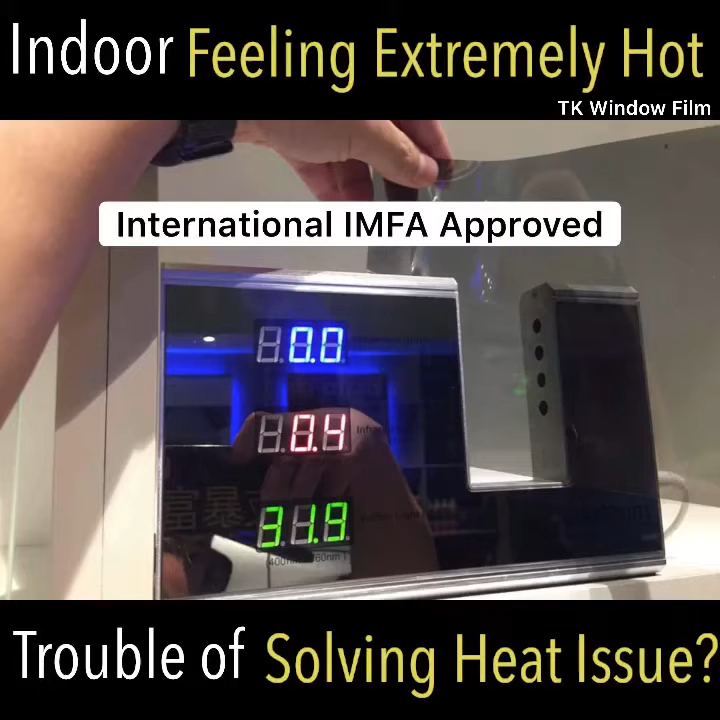 Indoor Feeling Extremely Hot
TK Window Film
International IMFA Approved
0.0
0.4
31.9
Trouble of Solving Heat Issue?